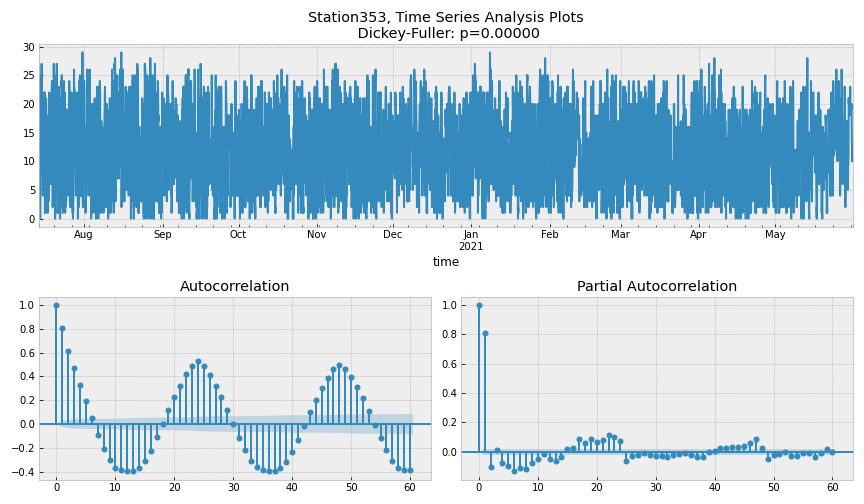 Station353, Time Series Analysis Plots
Dickey-Fuller: p=0.00000
30
25
20
15
10
5
0
Aug Sep Oct Nov Dec Jan Feb Mar Apr May
2021
time
Autocorrelation
1.0
0.8
0.6
0.4
0.2
0.0
−0.2
−0.4
0 10 20 30 40 50 60
Partial Autocorrelation
1.0
0.8
0.6
0.4
0.2
0.0
0 10 20 30 40 50 60